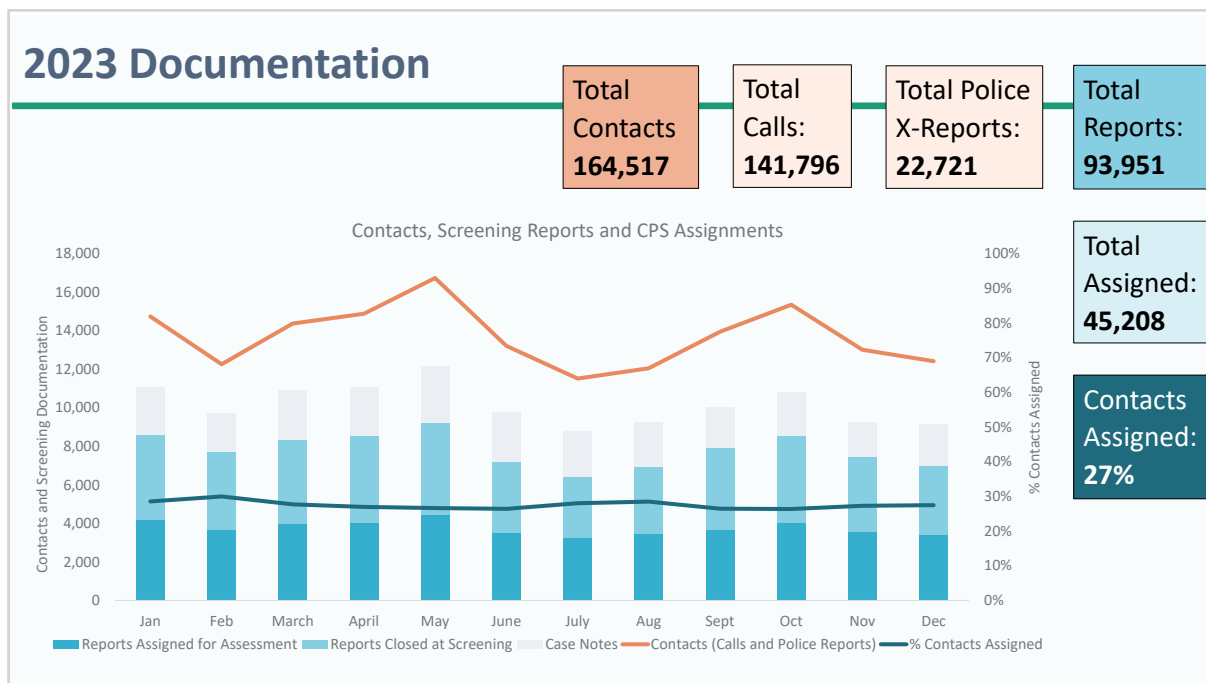 2023 Documentation
Total
Contacts
164,517
Total
Calls:
141,796
Total Police
X-Reports:
22,721
Total
Reports:
93,951
Total
Assigned:
45,208
Contacts
Assigned:
27%
Contacts, Screening Reports and CPS Assignments
Contacts and Screening Documentation
18,000
16,000
14,000
12,000
10,000
8,000
6,000
4,000
2,000
0
100%
90%
80%
70%
60%
50%
40%
30%
20%
10%
0%
% Contacts Assigned
Jan Feb March April May June July Aug Sept Oct Nov Dec
Reports Assigned for Assessment Reports Closed at Screening Case Notes Contacts (Calls and Police Reports) % Contacts Assigned